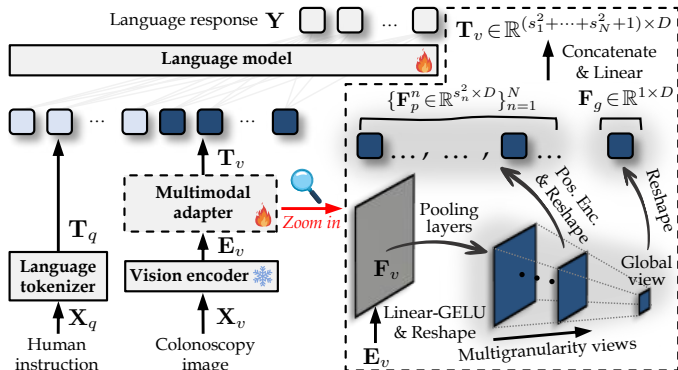 Language response Y
...
Language model
... ...
T_v
Multimodal
adapter
Zoom in
T_q
E_v
Language
tokenizer
Vision encoder
X_q
X_v
Human
instruction
Colonoscopy
image
T_v ∈ ℝ^{(s_1^2+⋯+s_N^2+1)×D}
Concatenate
& Linear
{F_p^n ∈ ℝ^{s_n^2×D}}_{n=1}^N
F_g ∈ ℝ^{1×D}
... , ... , ...
Pos. Enc.
& Reshape
Reshape
Pooling
layers
F_v
Global
view
Linear-GELU
& Reshape
E_v
Multigranularity views